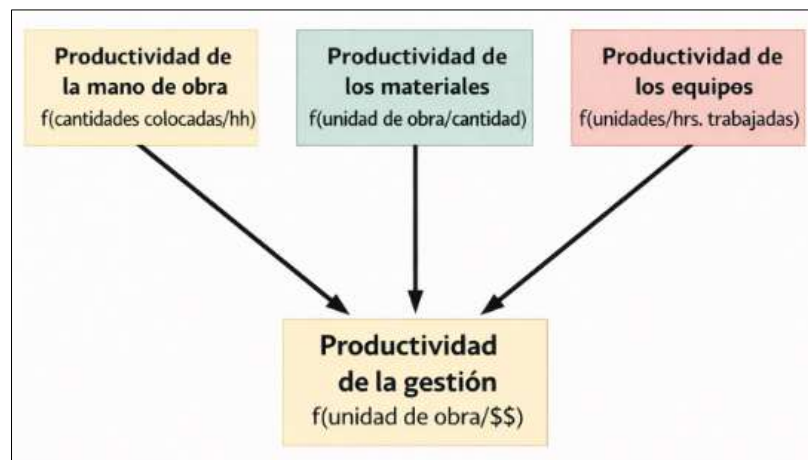 Productividad de
la mano de obra
f(cantidades colocadas/hh)
Productividad de
los materiales
f(unidad de obra/cantidad)
Productividad de
los equipos
f(unidades/hrs. trabajadas)
Productividad
de la gestión
f(unidad de obra/$$)